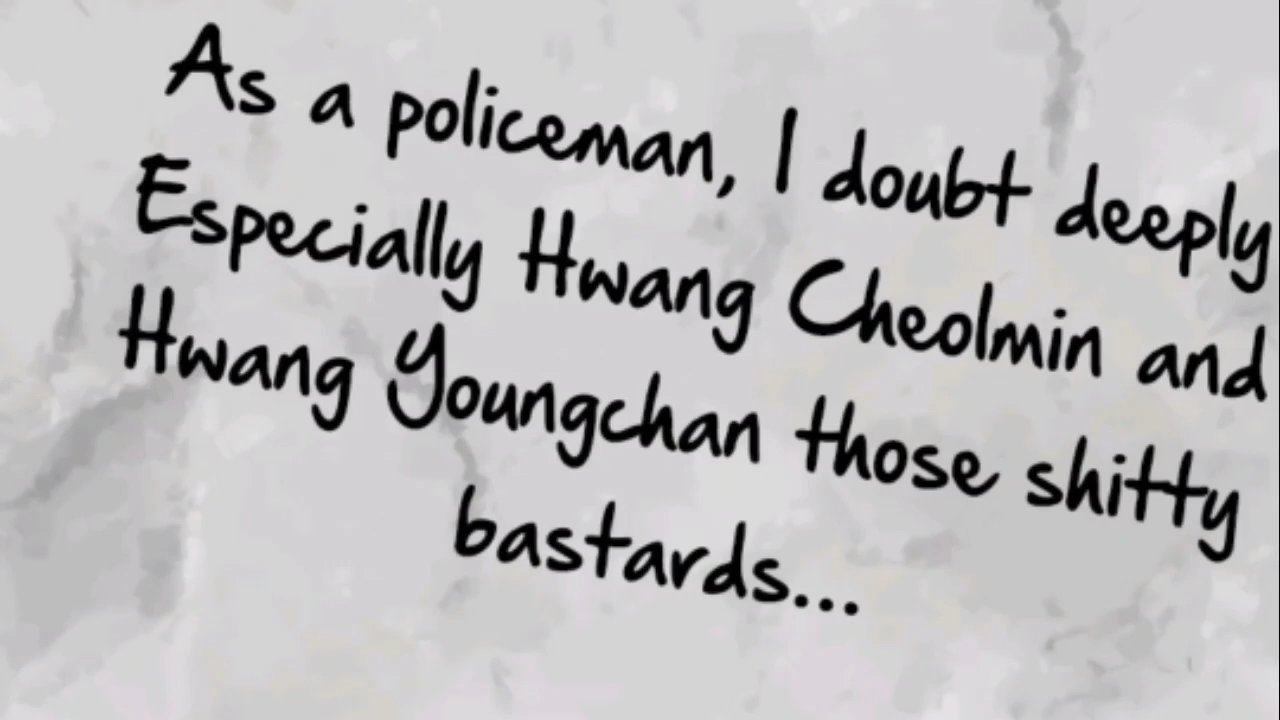 As a policeman, I doubt deeply
Especially Hwang Cheolmin and
Hwang Youngchan those shitty
bastards...